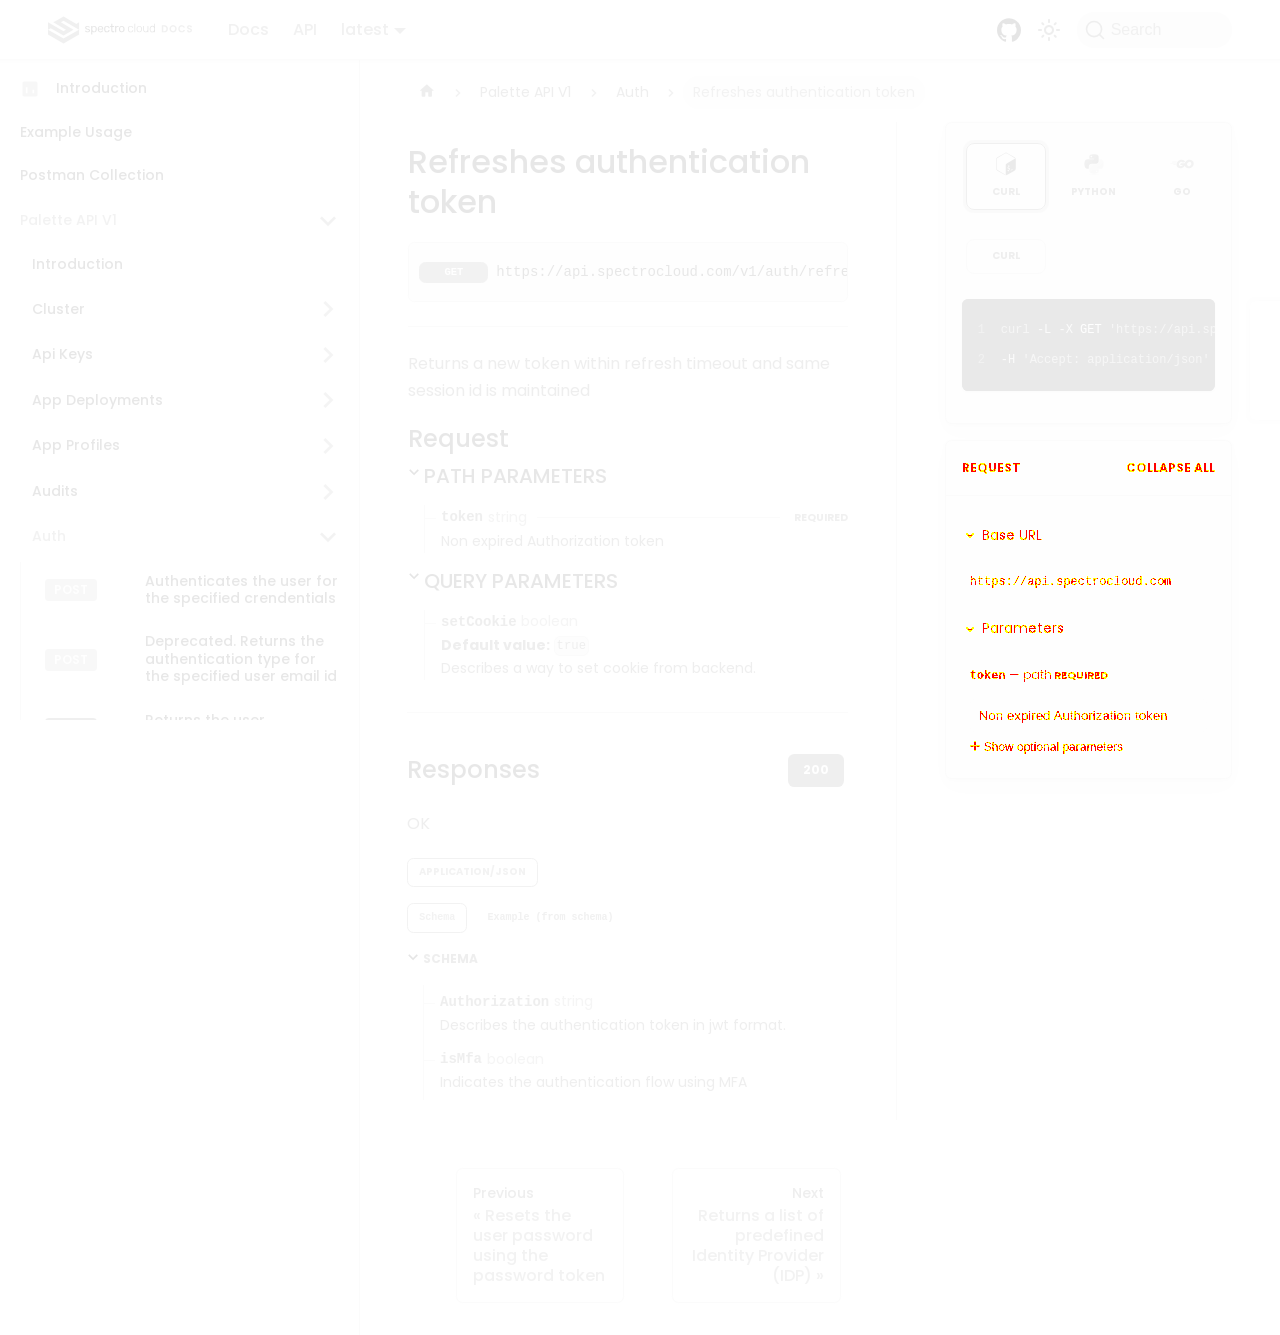 spectro cloud DOCS
Docs API latest
Search
Introduction
Example Usage
Postman Collection
Palette API V1
Introduction
Cluster
Api Keys
App Deployments
App Profiles
Audits
Auth
POST Authenticates the user for
the specified crendentials
POST Deprecated. Returns the
authentication type for
the specified user email id
Returns the user
Palette API V1 > Auth > Refreshes authentication token
Refreshes authentication
token
GET https://api.spectrocloud.com/v1/auth/refre
Returns a new token within refresh timeout and same
session id is maintained
Request
PATH PARAMETERS
token string REQUIRED
Non expired Authorization token
QUERY PARAMETERS
setCookie boolean
Default value: true
Describes a way to set cookie from backend
Responses
200
OK
APPLICATION/JSON
Schema Example (from schema)
SCHEMA
Authorization string
Describes the authentication token in jwt format.
isMfa boolean
Indicates the authentication flow using MFA
Previous
« Resets the
user password
using the
password token
Next
Returns a list of
predefined
Identity Provider
(IDP) »
CURL PYTHON GO
CURL
1 curl -L -X GET 'https://api.sp
2 -H 'Accept: application/json'
REQUEST COLLAPSE ALL
Base URL
https://api.spectrocloud.com
Parameters
token — path REQUIRED
Non expired Authorization token
+ Show optional parameters